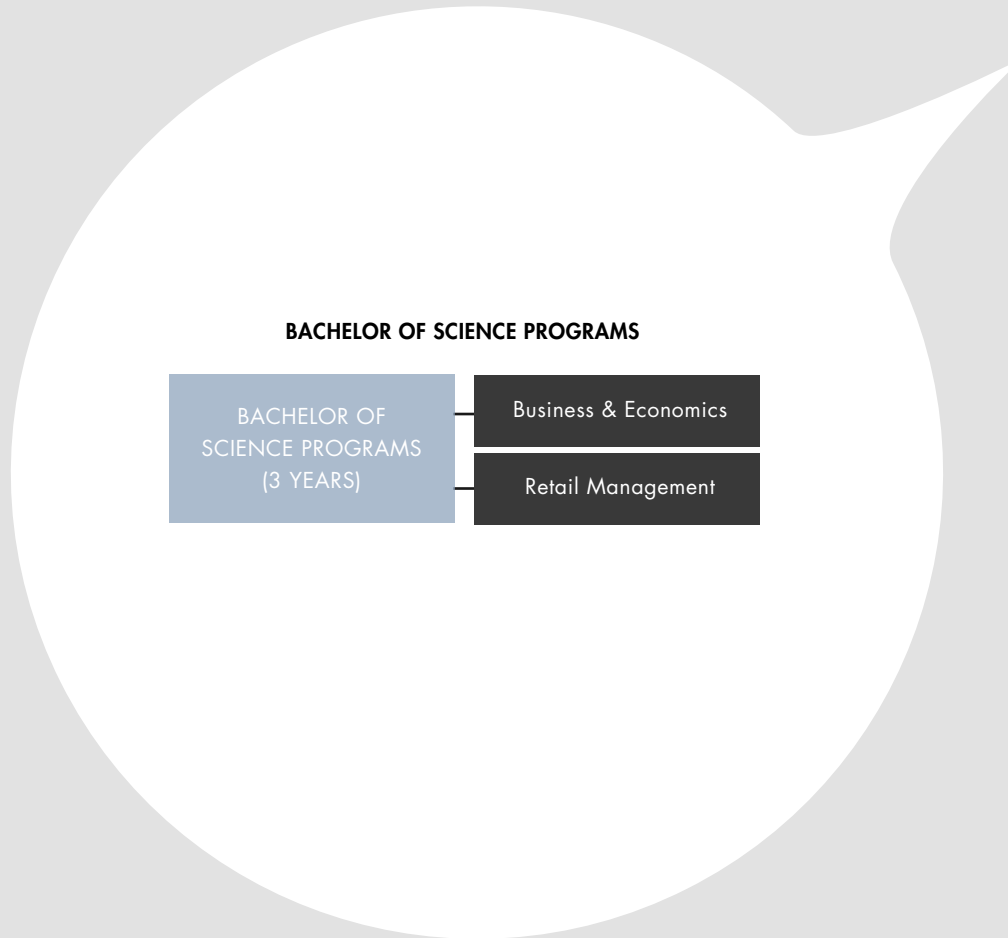 BACHELOR OF SCIENCE PROGRAMS
BACHELOR OF
SCIENCE PROGRAMS
(3 YEARS)
Business & Economics
Retail Management